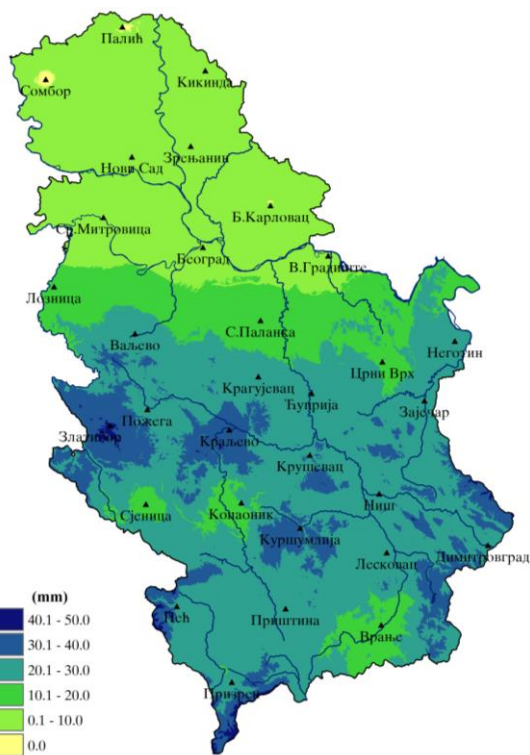 Палић
Кикинда
Сомбор
Зрењанин
Нови Сад
Б.Карловац
Ср.Митровица
Београд
В.Градиште
Лозница
С.Паланка
Ваљево
Неготин
Црни Врх
Крагујевац
Ћуприја
Зајечар
Пожега
Златибор
Краљево
Крушевац
Ниш
Сјеница
Копаоник
Куршумлија
Димитровград
Лесковац
Пећ
Приштина
Врање
Призрен
(mm)
40.1 - 50.0
30.1 - 40.0
20.1 - 30.0
10.1 - 20.0
0.1 - 10.0
0.0